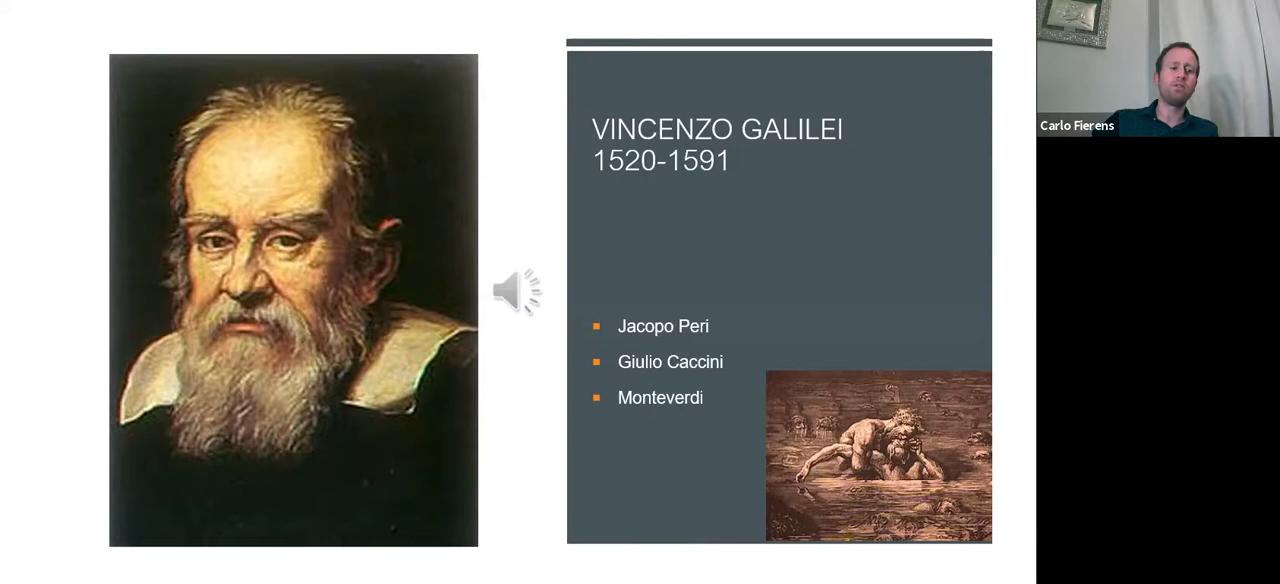 VINCENZO GALILEI
1520-1591
Jacopo Peri
Giulio Caccini
Monteverdi
Carlo Fierens